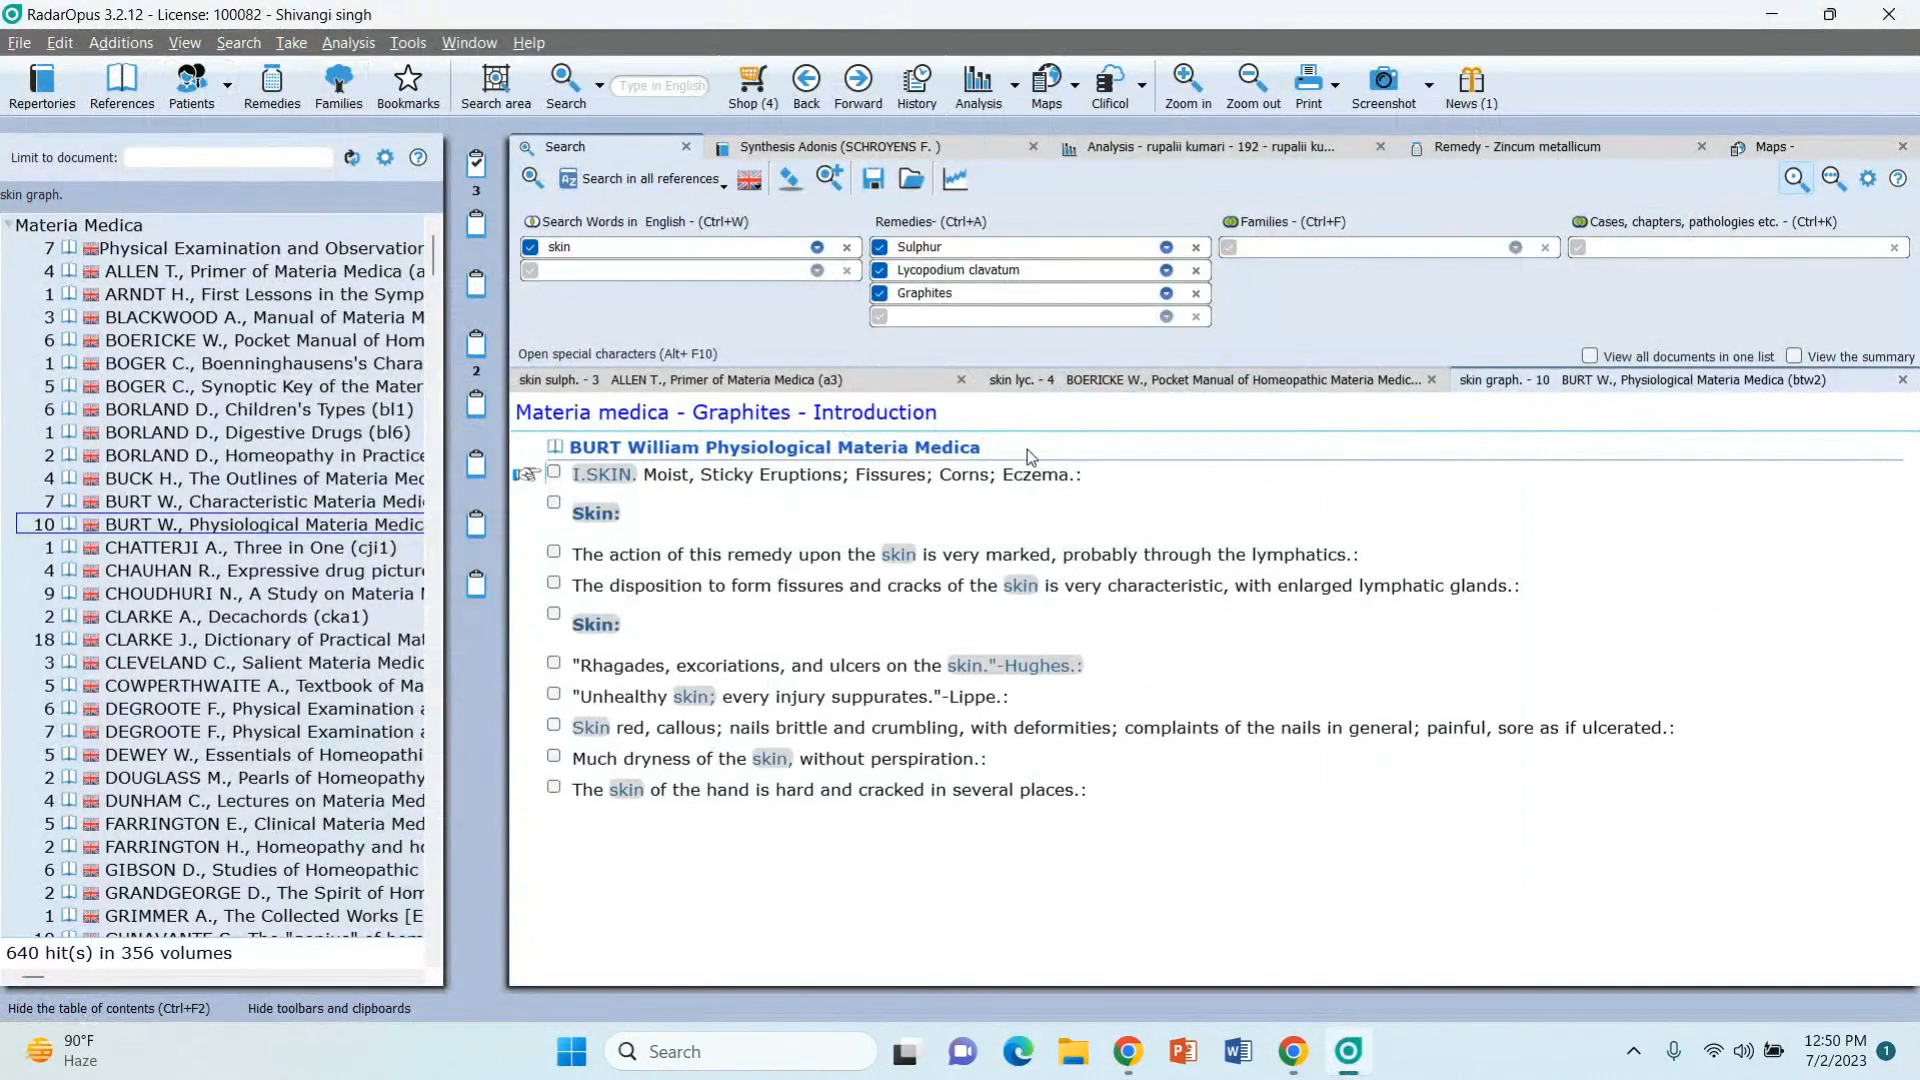 RadarOpus 3.2.12 - License: 100082 - Shivangi singh
File Edit Additions View Search Take Analysis Tools Window Help
Repertories References Patients Remedies Families Bookmarks Search area Search Type in English Shop (4) Back Forward History Analysis Maps Clificol Zoom in Zoom out Print Screenshot News (1)
Limit to document:
skin graph.
Materia Medica
7 Physical Examination and Observation
4 ALLEN T., Primer of Materia Medica (a
1 ARNDT H., First Lessons in the Symp
3 BLACKWOOD A., Manual of Materia M
6 BOERICKE W., Pocket Manual of Hom
1 BOGER C., Boenninghausens's Chara
5 BOGER C., Synoptic Key of the Mater
6 BORLAND D., Children's Types (bl1)
1 BORLAND D., Digestive Drugs (bl6)
2 BORLAND D., Homeopathy in Practice
4 BUCK H., The Outlines of Materia Med
7 BURT W., Characteristic Materia Medi
10 BURT W., Physiological Materia Medic
1 CHATTERJI A., Three in One (cji1)
4 CHAUHAN R., Expressive drug picture
9 CHOUDHURI N., A Study on Materia
2 CLARKE A., Decachords (cka1)
18 CLARKE J., Dictionary of Practical Mat
3 CLEVELAND C., Salient Materia Medic
5 COWPERTHWAITE A., Textbook of Ma
6 DEGROOTE F., Physical Examination a
7 DEGROOTE F., Physical Examination a
5 DEWEY W., Essentials of Homeopathi
2 DOUGLASS M., Pearls of Homeopathy
4 DUNHAM C., Lectures on Materia Med
5 FARRINGTON E., Clinical Materia Med
2 FARRINGTON H., Homeopathy and ho
6 GIBSON D., Studies of Homeopathic
2 GRANDGEORGE D., The Spirit of Hom
1 GRIMMER A., The Collected Works [E
640 hit(s) in 356 volumes
Hide the table of contents (Ctrl+F2) Hide toolbars and clipboards
3
2
Search Synthesis Adonis (SCHROYENS F. ) Analysis - rupalii kumari - 192 - rupalii ku... Remedy - Zincum metallicum Maps -
Search in all references
Search Words in English - (Ctrl+W) Remedies- (Ctrl+A) Families - (Ctrl+F) Cases, chapters, pathologies etc. - (Ctrl+K)
skin Sulphur
Lycopodium clavatum
Graphites
Open special characters (Alt+ F10) View all documents in one list View the summary
skin sulph. - 3 ALLEN T., Primer of Materia Medica (a3) skin lyc. - 4 BOERICKE W., Pocket Manual of Homeopathic Materia Medic... skin graph. - 10 BURT W., Physiological Materia Medica (btw2)
Materia medica - Graphites - Introduction
BURT William Physiological Materia Medica
I.SKIN. Moist, Sticky Eruptions; Fissures; Corns; Eczema.:
Skin:
The action of this remedy upon the skin is very marked, probably through the lymphatics.:
The disposition to form fissures and cracks of the skin is very characteristic, with enlarged lymphatic glands.:
Skin:
"Rhagades, excoriations, and ulcers on the skin."-Hughes.:
"Unhealthy skin; every injury suppurates."-Lippe.:
Skin red, callous; nails brittle and crumbling, with deformities; complaints of the nails in general; painful, sore as if ulcerated.:
Much dryness of the skin, without perspiration.:
The skin of the hand is hard and cracked in several places.:
90°F
Haze
Search
12:50 PM
7/2/2023
1